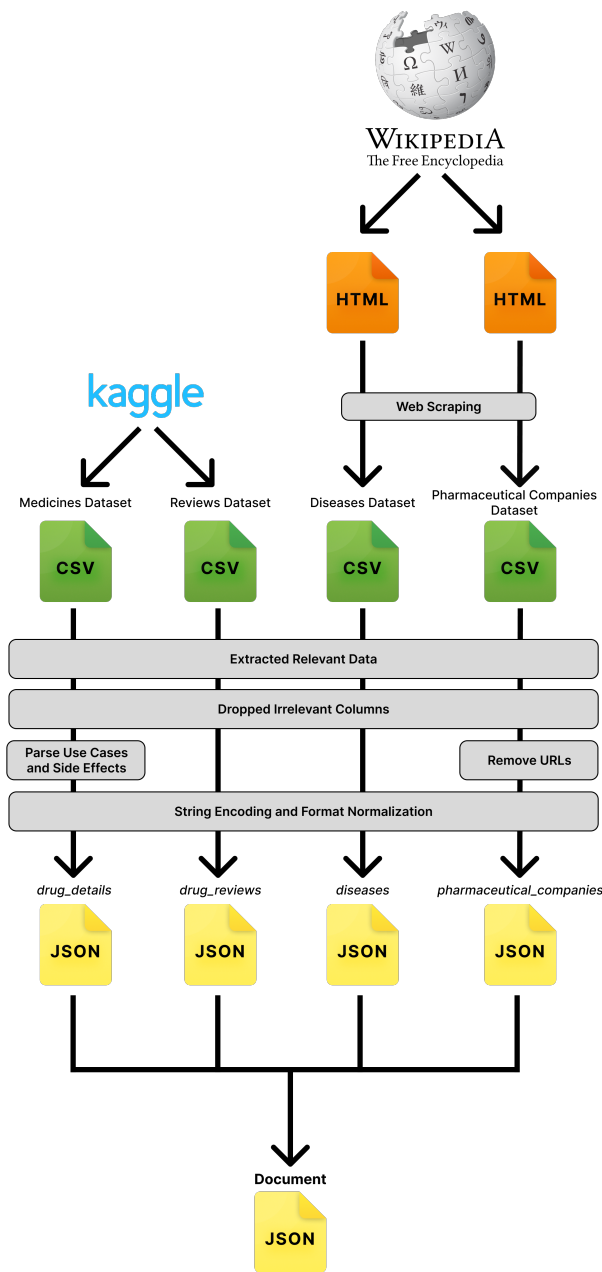 Ω
W
И
維
WIKIPEDIA
The Free Encyclopedia
HTML
HTML
Web Scraping
kaggle
Medicines Dataset
Reviews Dataset
Diseases Dataset
Pharmaceutical Companies
Dataset
CSV
CSV
CSV
CSV
Extracted Relevant Data
Dropped Irrelevant Columns
Parse Use Cases
and Side Effects
Remove URLs
String Encoding and Format Normalization
drug_details
drug_reviews
diseases
pharmaceutical_companies
JSON
JSON
JSON
JSON
Document
JSON